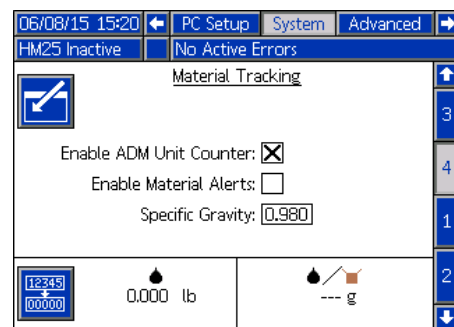 06/08/15 15:20 PC Setup System Advanced
HM25 Inactive No Active Errors
Material Tracking
3
Enable ADM Unit Counter:
4
Enable Material Alerts:
Specific Gravity: 0.980
1
2
12345
00000
0.000 lb
--- g